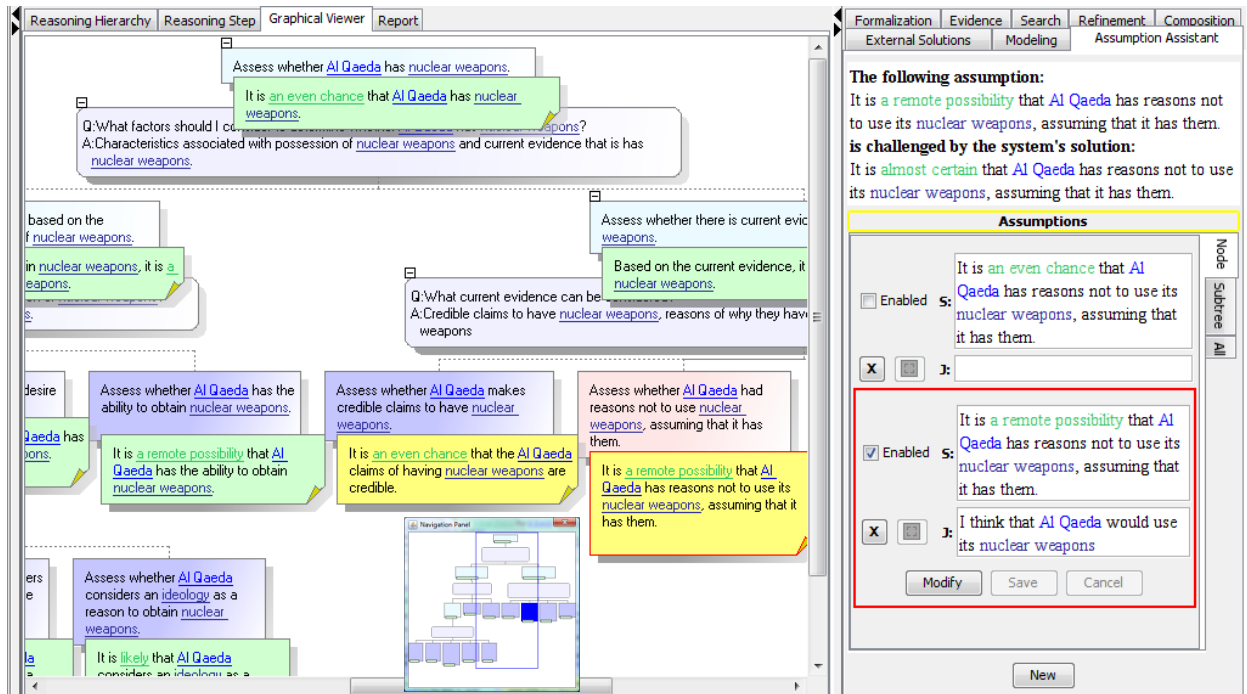 Reasoning Hierarchy
Reasoning Step
Graphical Viewer
Report
Assess whether Al Qaeda has nuclear weapons.
It is an even chance that Al Qaeda has nuclear
weapons.
Q:What factors should I
nuclear weapons?
A:Characteristics associated with possession of nuclear weapons and current evidence that is has
nuclear weapons.
based on the
nuclear weapons.
in nuclear weapons, it is a
eapons.
s.
Assess whether there is current evic
weapons.
Based on the current evidence, it
nuclear weapons.
Q:What current evidence can be
A:Credible claims to have nuclear weapons, reasons of why they have
weapons
desire
Qaeda has
ons.
Assess whether Al Qaeda has the
ability to obtain nuclear weapons.
It is a remote possibility that Al
Qaeda has the ability to obtain
nuclear weapons.
Assess whether Al Qaeda makes
credible claims to have nuclear
weapons.
It is an even chance that the Al Qaeda
claims of having nuclear weapons are
credible.
Assess whether Al Qaeda had
reasons not to use nuclear
weapons, assuming that it has
them.
It is a remote possibility that Al
Qaeda has reasons not to use its
nuclear weapons, assuming that it
has them.
Navigation Panel
ers
e
la
Assess whether Al Qaeda
considers an ideology as a
reason to obtain nuclear
weapons.
It is likely that Al Qaeda
considers an ideology as a
Formalization
Evidence
Search
Refinement
Composition
External Solutions
Modeling
Assumption Assistant
The following assumption:
It is a remote possibility that Al Qaeda has reasons not
to use its nuclear weapons, assuming that it has them.
is challenged by the system's solution:
It is almost certain that Al Qaeda has reasons not to use
its nuclear weapons, assuming that it has them.
Assumptions
Node
Subtree
All
Enabled
S:
It is an even chance that Al
Qaeda has reasons not to use its
nuclear weapons, assuming that
it has them.
X
J:
Enabled
S:
It is a remote possibility that Al
Qaeda has reasons not to use its
nuclear weapons, assuming that
it has them.
X
J:
I think that Al Qaeda would use
its nuclear weapons
Modify
Save
Cancel
New